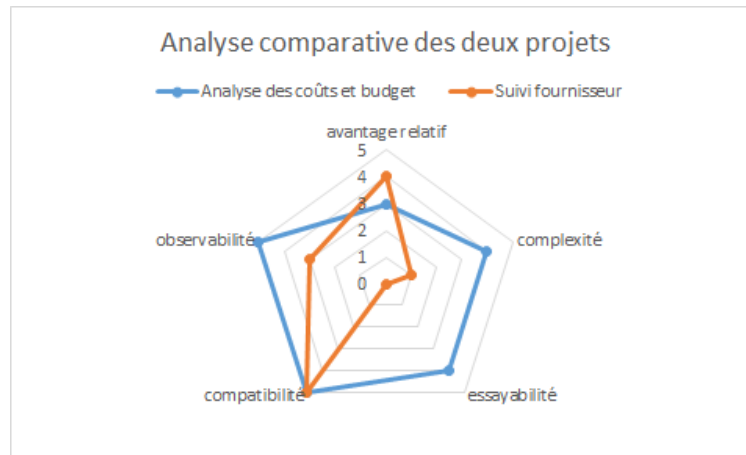 Analyse comparative des deux projets
Analyse des coûts et budget Suivi fournisseur
avantage relatif
5
4
3
2
1
0
observabilité
complexité
compatibilité
essayabilité